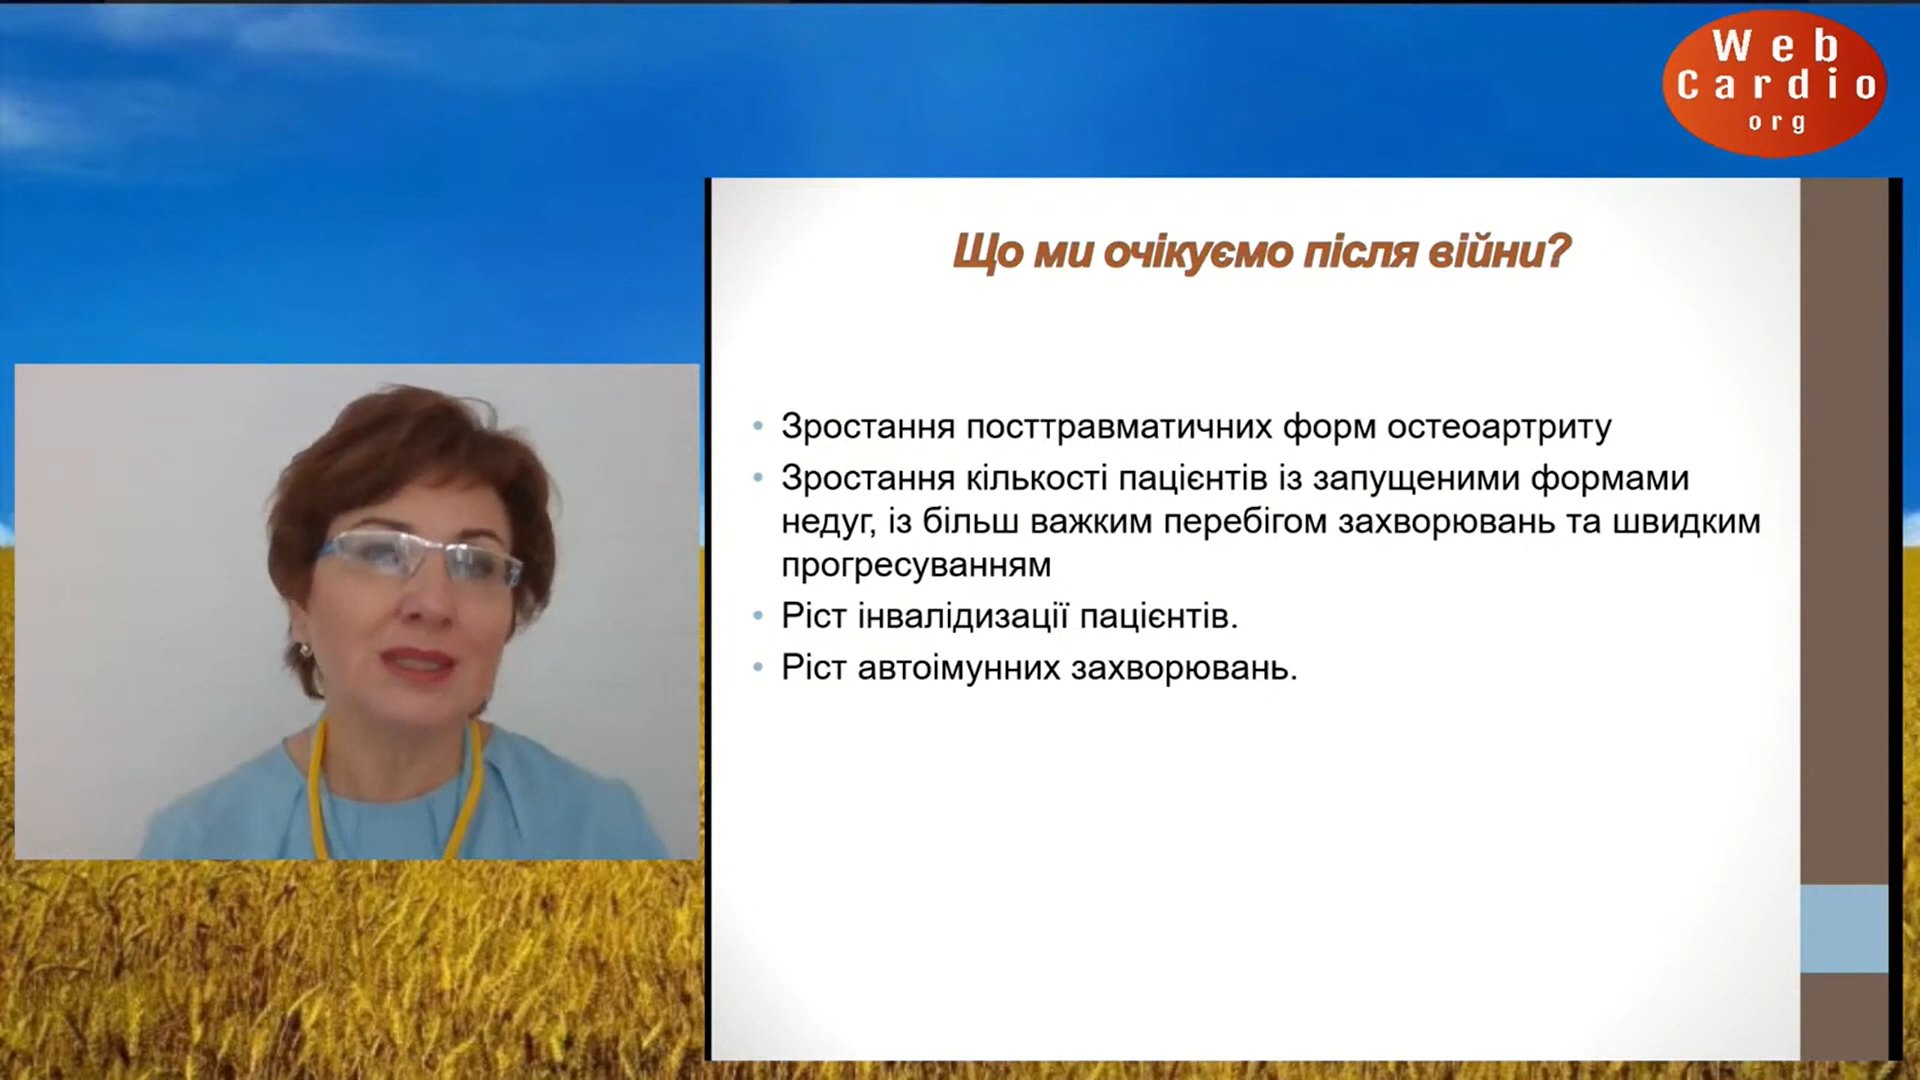 Web
Cardio
org
Що ми очікуємо після війни?
• Зростання посттравматичних форм остеоартриту
• Зростання кількості пацієнтів із запущеними формами
недуг, із більш важким перебігом захворювань та швидким
прогресуванням
• Ріст інвалідизації пацієнтів.
• Ріст автоімунних захворювань.